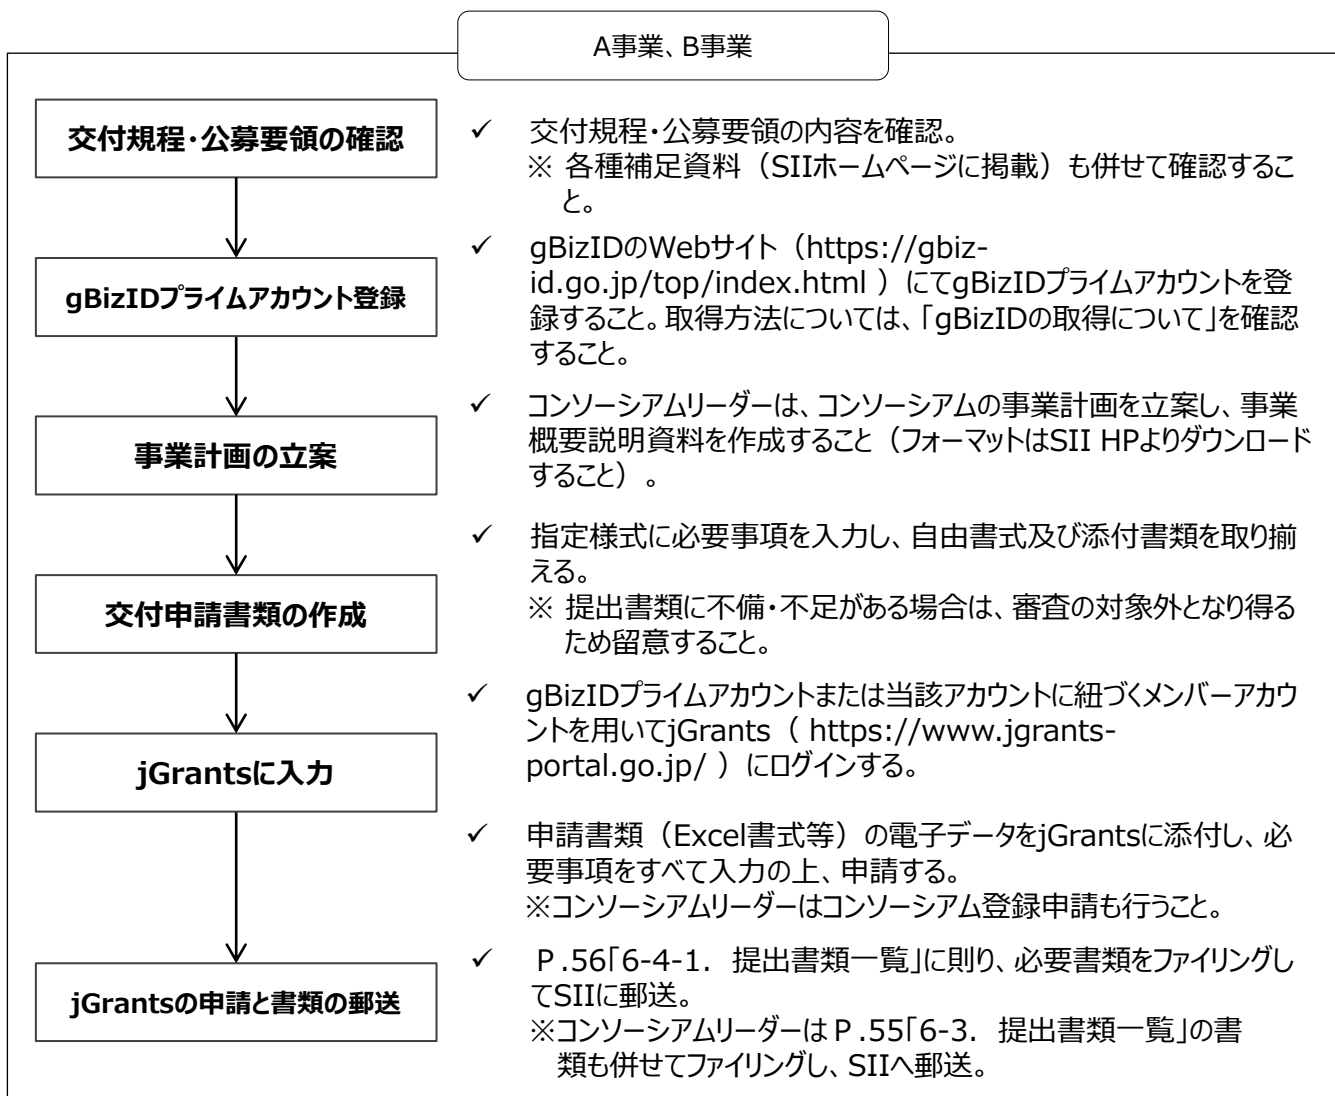 A事業、B事業
交付規程・公募要領の確認
✓ 交付規程・公募要領の内容を確認。
※ 各種補足資料（SIIホームページに掲載）も併せて確認するこ
と。
gBizIDプライムアカウント登録
✓ gBizIDのWebサイト（https://gbiz-
id.go.jp/top/index.html ）にてgBizIDプライムアカウントを登
録すること。取得方法については、「gBizIDの取得について」を確認
すること。
事業計画の立案
✓ コンソーシアムリーダーは、コンソーシアムの事業計画を立案し、事業
概要説明資料を作成すること（フォーマットはSII HPよりダウンロード
すること）。
交付申請書類の作成
✓ 指定様式に必要事項を入力し、自由書式及び添付書類を取り揃
える。
※ 提出書類に不備・不足がある場合は、審査の対象外となり得る
ため留意すること。
jGrantsに入力
✓ gBizIDプライムアカウントまたは当該アカウントに紐づくメンバーアカウ
ントを用いてjGrants（ https://www.jgrants-
portal.go.jp/ ）にログインする。
✓ 申請書類（Excel書式等）の電子データをjGrantsに添付し、必
要事項をすべて入力の上、申請する。
※コンソーシアムリーダーはコンソーシアム登録申請も行うこと。
jGrantsの申請と書類の郵送
✓ Ｐ.56「6-4-1. 提出書類一覧」に則り、必要書類をファイリングし
てSIIに郵送。
※コンソーシアムリーダーはＰ.55「6-3. 提出書類一覧」の書
類も併せてファイリングし、SIIへ郵送。